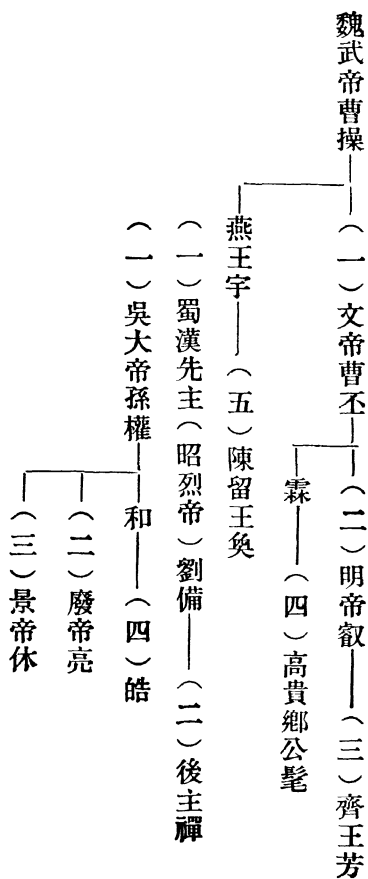 魏武帝曹操
（一）文帝曹丕
（二）明帝叡
（三）齊王芳
霖
（四）高貴鄉公髦
燕王宇
（五）陳留王奐
（一）蜀漢先主（昭烈帝）劉備
（二）後主禪
（一）吳大帝孫權
和
（四）皓
（二）廢帝亮
（三）景帝休